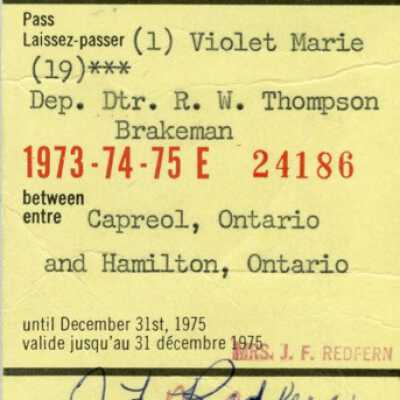 Pass
Laissez-passer (1) Violet Marie
(19)***
Dep. Dtr. R. W. Thompson
Brakeman
1973-74-75 E 24186
between
entre Capreol, Ontario
and Hamilton, Ontario
until December 31st, 1975
valide jusqu'au 31 décembre 1975
MRS. J. F. REDFERN